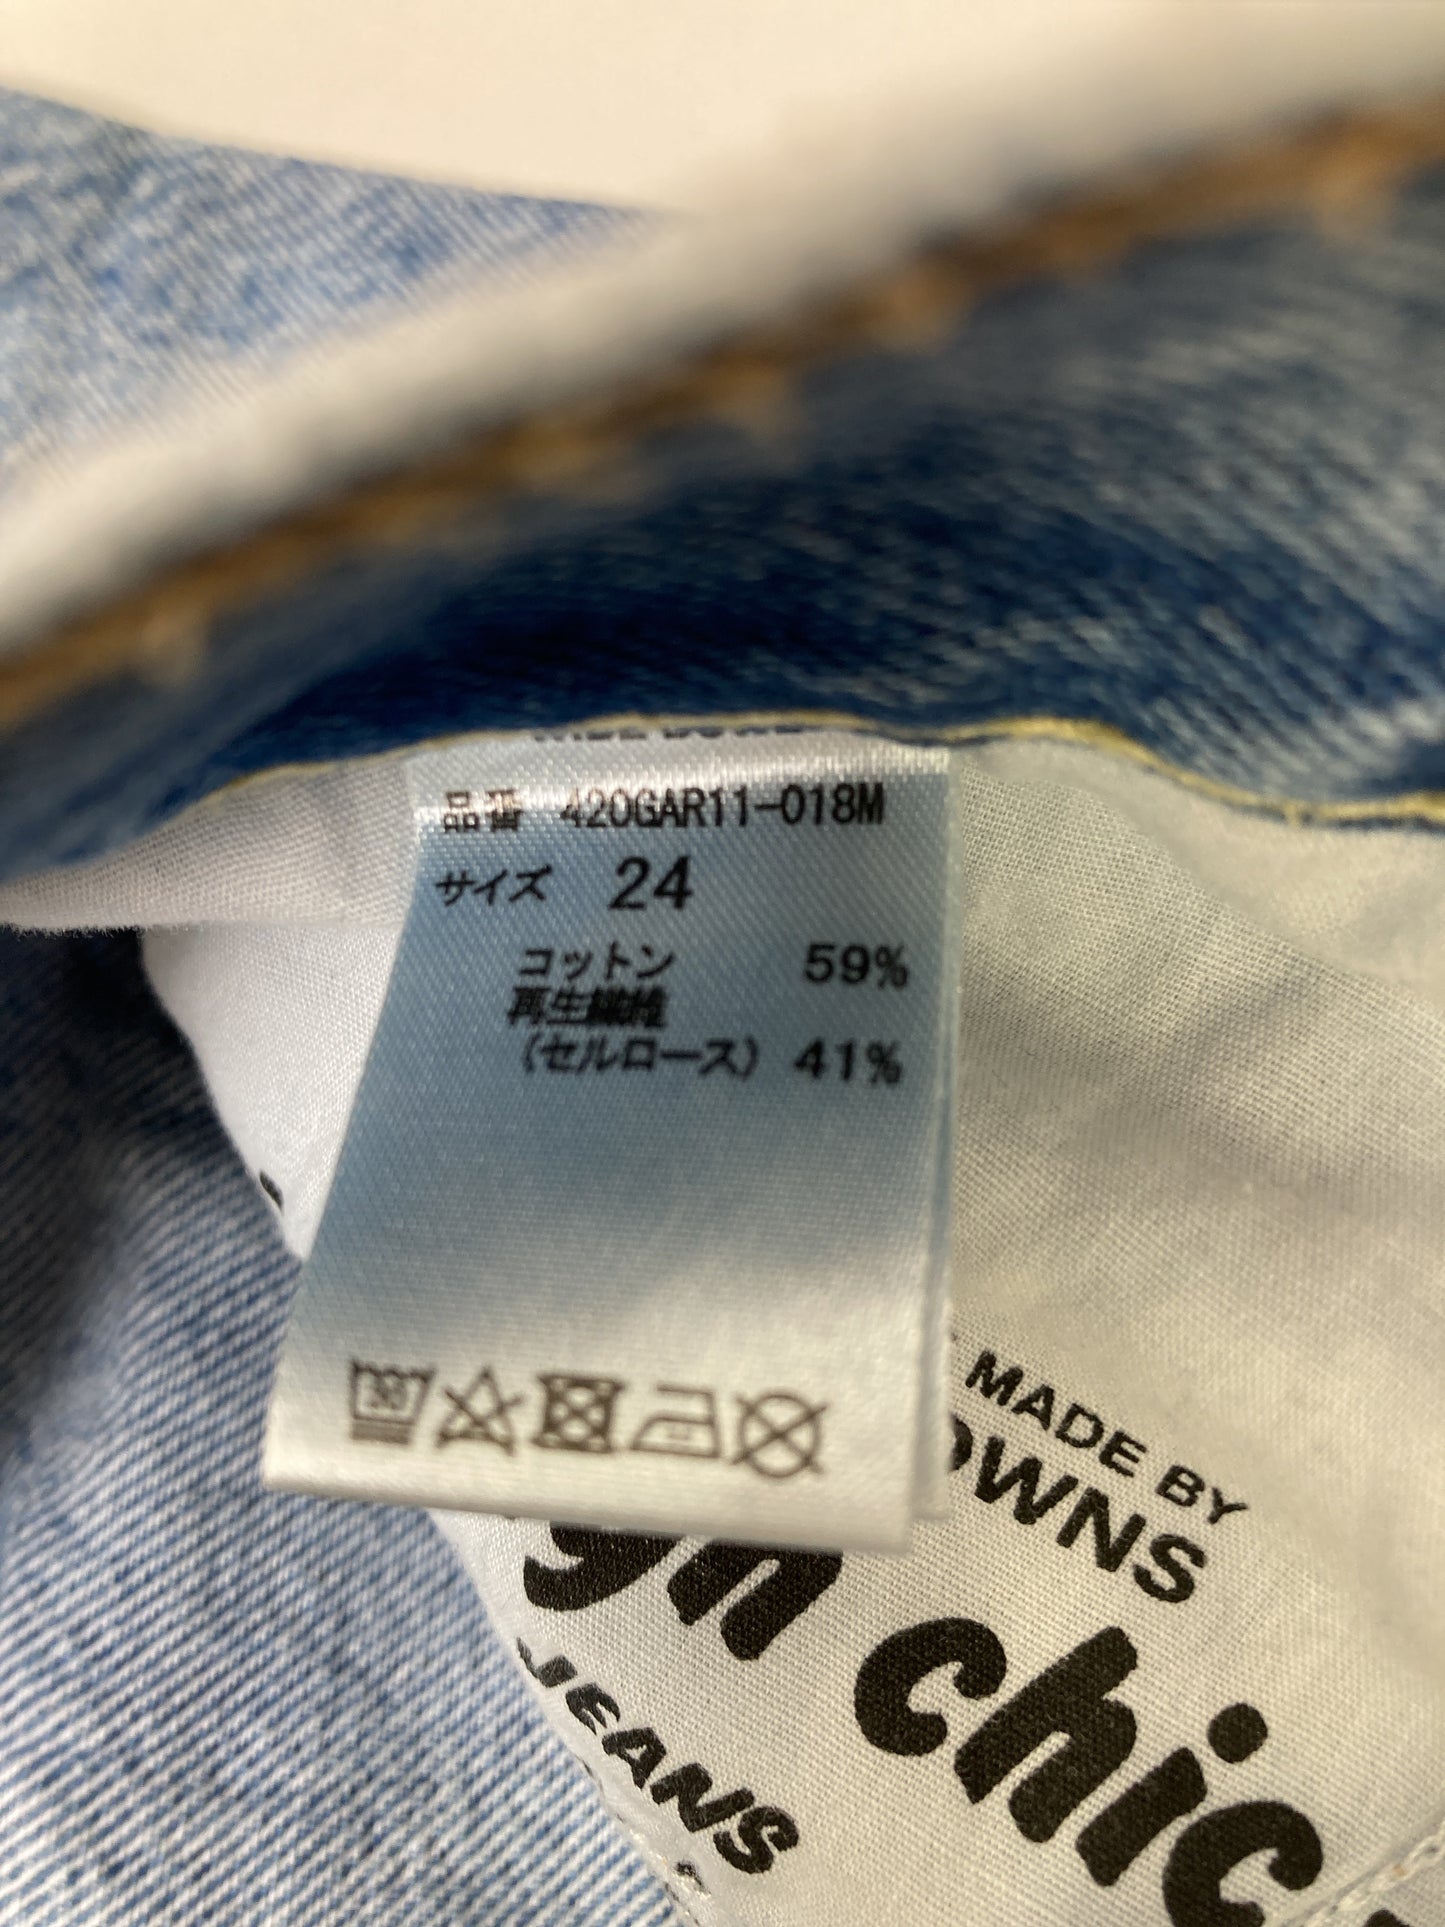 品番 420GAR11-018M
サイズ 24
コットン 59%
再生繊維
(セルロース) 41%
30
MADE BY
OWNS
gh chic
JEANS